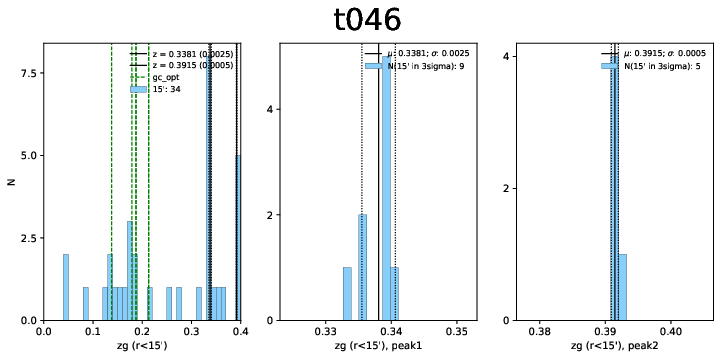 t046
z = 0.3381 (0.0025)
z = 0.3915 (0.0005)
gc_opt
15': 34
μ: 0.3381; σ: 0.0025
N(15' in 3sigma): 9
μ: 0.3915; σ: 0.0005
N(15' in 3sigma): 5
N
7.5
5.0
2.5
0.0
0.0 0.1 0.2 0.3 0.4
zg (r<15')
4
2
0
0.33 0.34 0.35
zg (r<15'), peak1
4
2
0
0.38 0.39 0.40
zg (r<15'), peak2